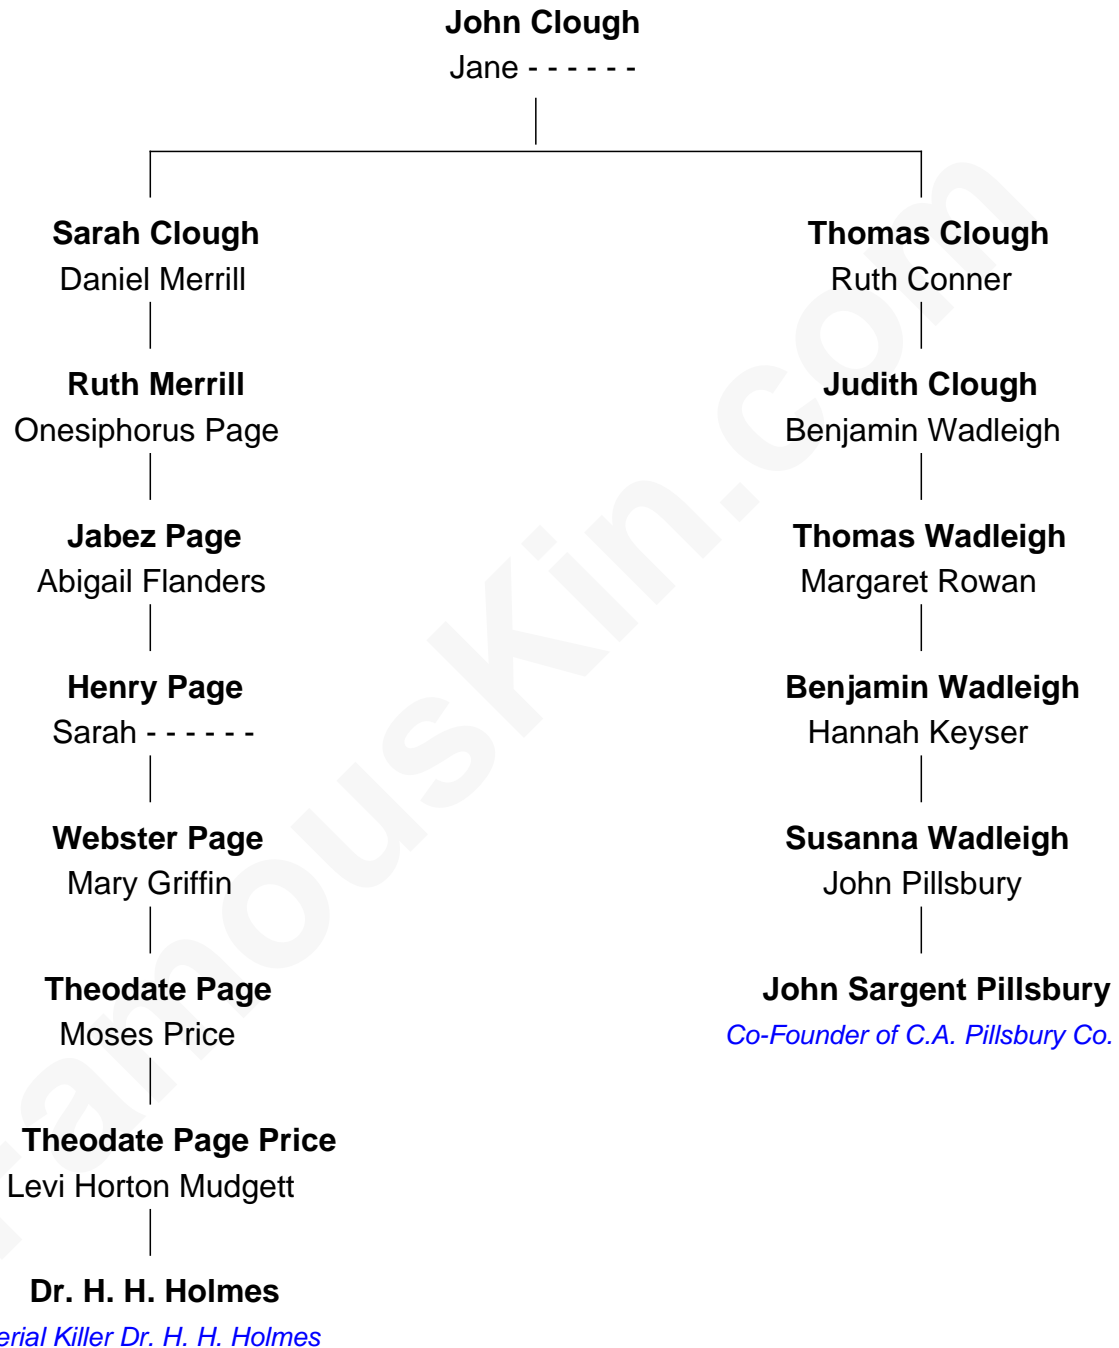 John Clough
Jane - - - - - -
Sarah Clough
Daniel Merrill
Thomas Clough
Ruth Conner
Ruth Merrill
Onesiphorus Page
Judith Clough
Benjamin Wadleigh
Jabez Page
Abigail Flanders
Thomas Wadleigh
Margaret Rowan
Henry Page
Sarah - - - - - -
Benjamin Wadleigh
Hannah Keyser
Webster Page
Mary Griffin
Susanna Wadleigh
John Pillsbury
Theodate Page
Moses Price
John Sargent Pillsbury
Co-Founder of C.A. Pillsbury Co.
Theodate Page Price
Levi Horton Mudgett
Dr. H. H. Holmes
erial Killer Dr. H. H. Holmes
FamousKin.com